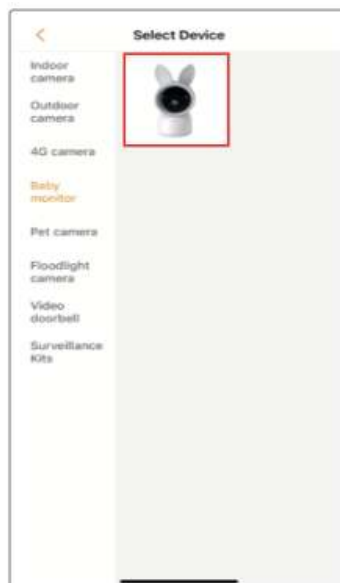 Select Device
Indoor
camera
Outdoor
camera
4G camera
Baby
monitor
Pet camera
Floodlight
camera
Video
doorbell
Surveillance
Kits